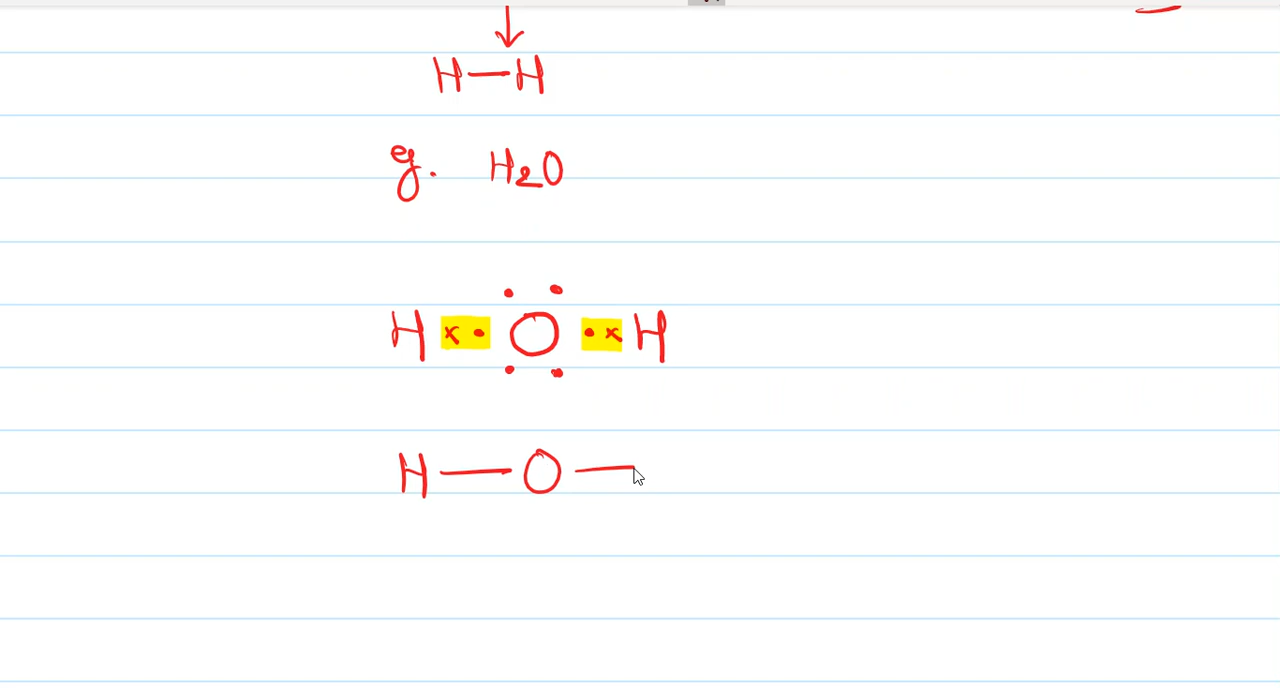 H—H
eg. H₂O
H x• O •x H
H—O—